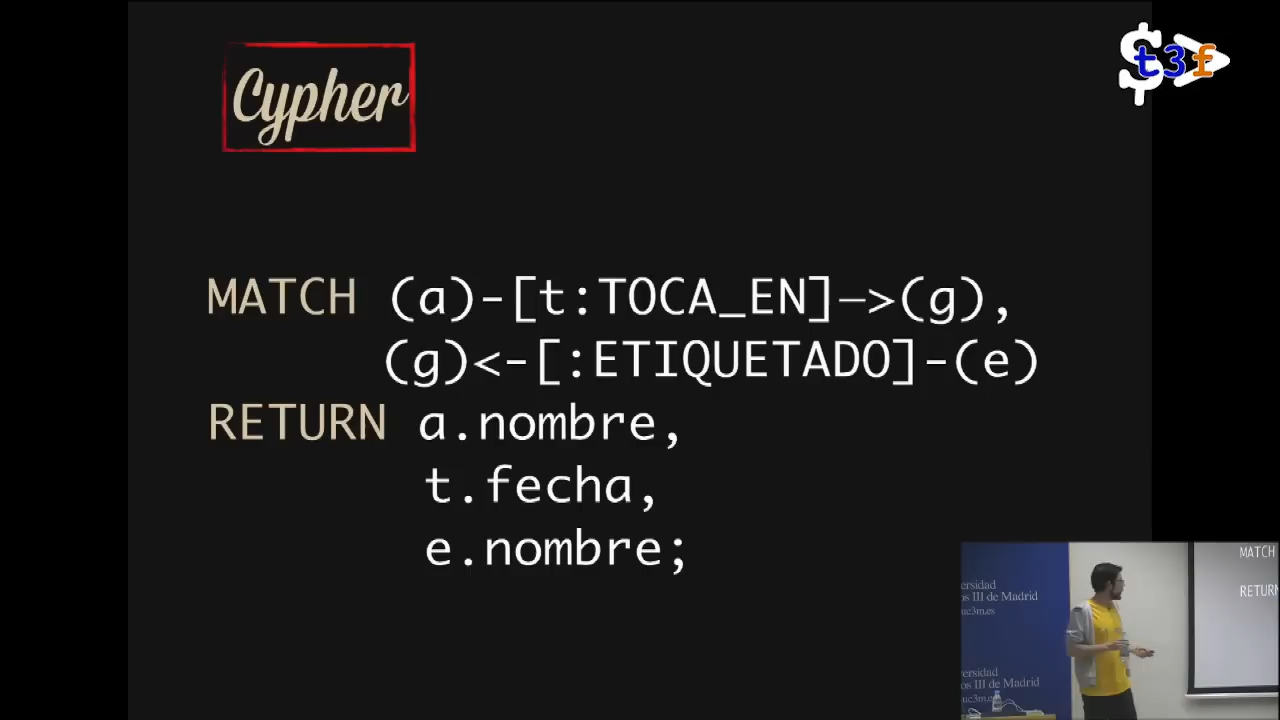 Cypher
$t3f
MATCH (a)-[t:TOCA_EN]—>(g),
(g)<-[:ETIQUETADO]-(e)
RETURN a.nombre,
t.fecha,
e.nombre;
MATCH
RETURN
ersidad
os III de Madrid
uc3m.es
ersidad
os III de Madrid
uc3m.es